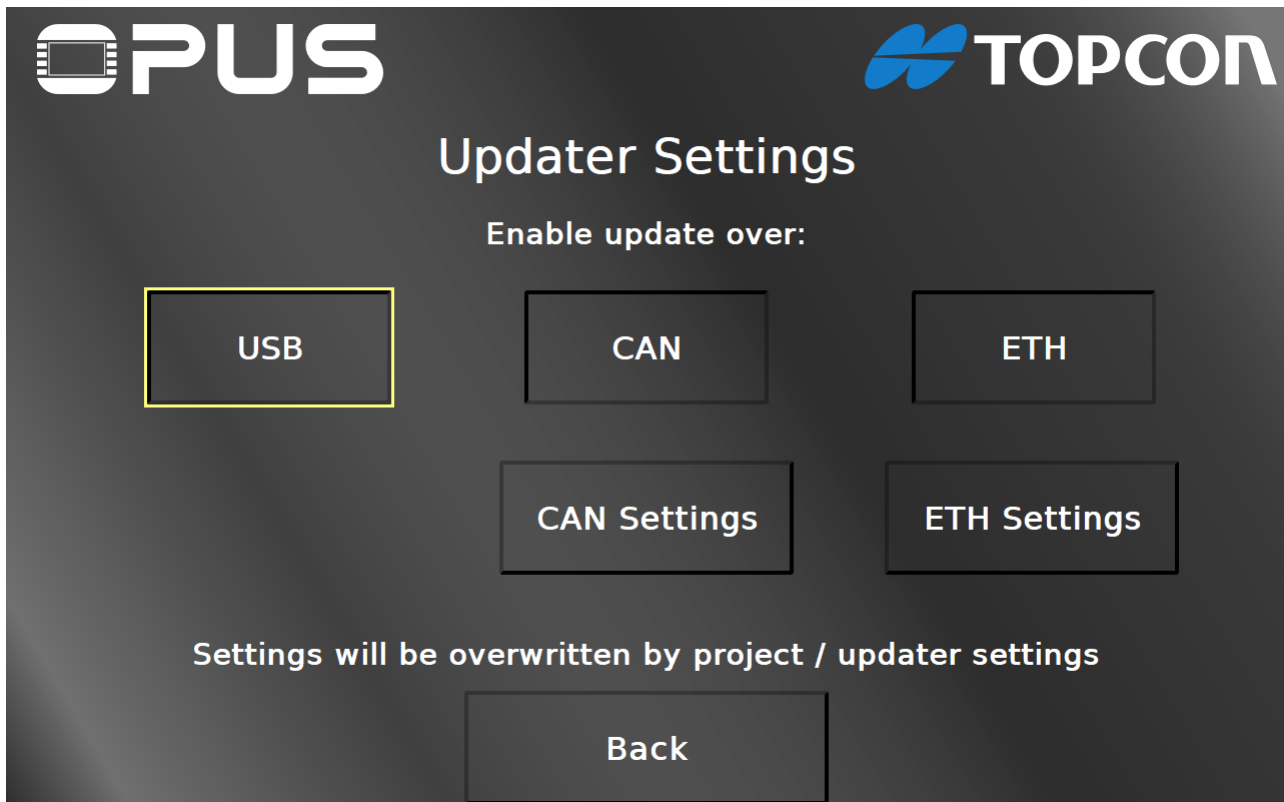 OPUS
TOPCON
Updater Settings
Enable update over:
USB CAN ETH
CAN Settings ETH Settings
Settings will be overwritten by project / updater settings
Back